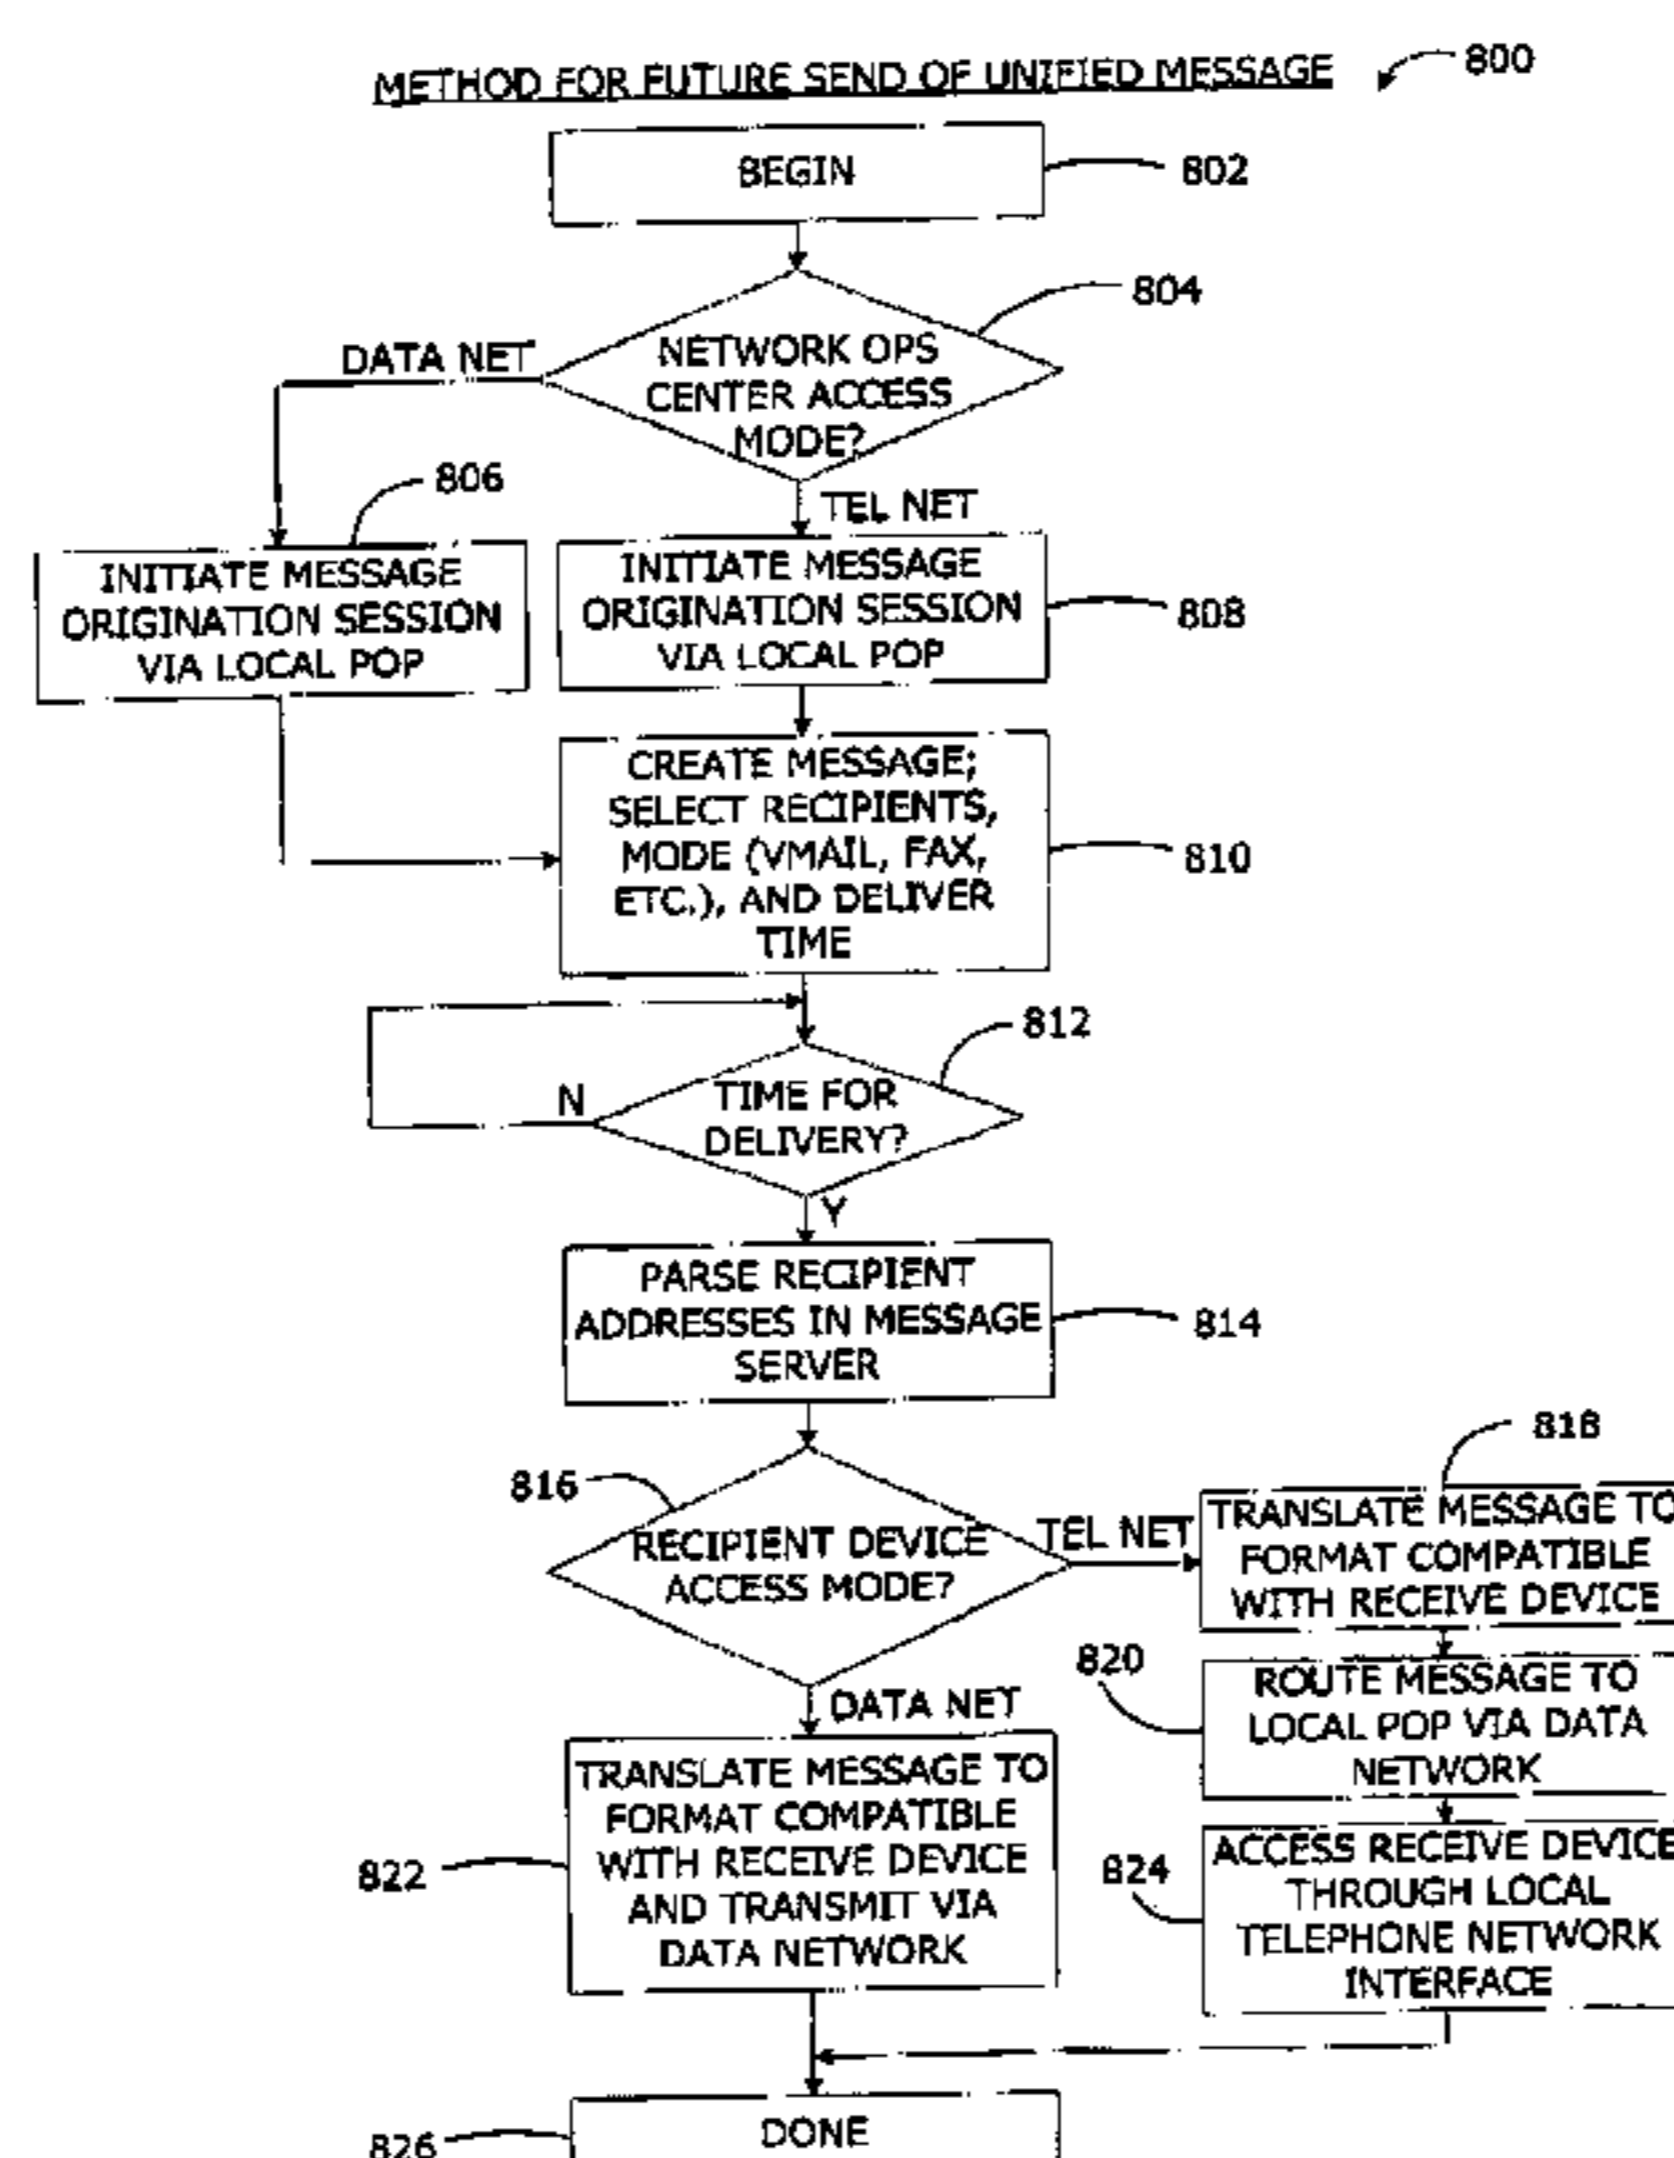 METHOD FOR FUTURE SEND OF UNIFIED MESSAGE
800
BEGIN
802
804
NETWORK OPS
CENTER ACCESS
MODE?
DATA NET
TEL NET
806
INITIATE MESSAGE
ORIGINATION SESSION
VIA LOCAL POP
INITIATE MESSAGE
ORIGINATION SESSION
VIA LOCAL POP
808
CREATE MESSAGE;
SELECT RECIPIENTS,
MODE (VMAIL, FAX,
ETC.), AND DELIVER
TIME
810
812
TIME FOR
DELIVERY?
N
Y
PARSE RECIPIENT
ADDRESSES IN MESSAGE
SERVER
814
816
RECIPIENT DEVICE
ACCESS MODE?
TEL NET
818
TRANSLATE MESSAGE TO
FORMAT COMPATIBLE
WITH RECEIVE DEVICE
820
ROUTE MESSAGE TO
LOCAL POP VIA DATA
NETWORK
DATA NET
TRANSLATE MESSAGE TO
FORMAT COMPATIBLE
WITH RECEIVE DEVICE
AND TRANSMIT VIA
DATA NETWORK
822
824
ACCESS RECEIVE DEVICE
THROUGH LOCAL
TELEPHONE NETWORK
INTERFACE
DONE
826